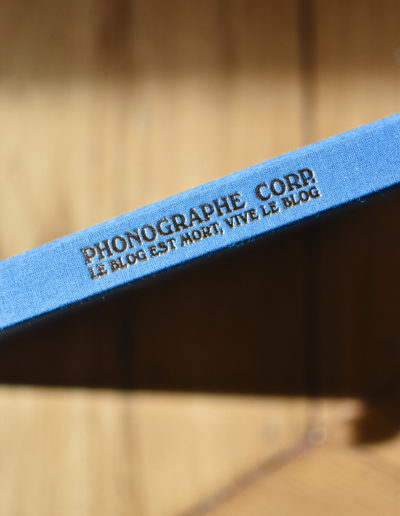 PHONOGRAPHE CORP.
LE BLOG EST MORT, VIVE LE BLOG